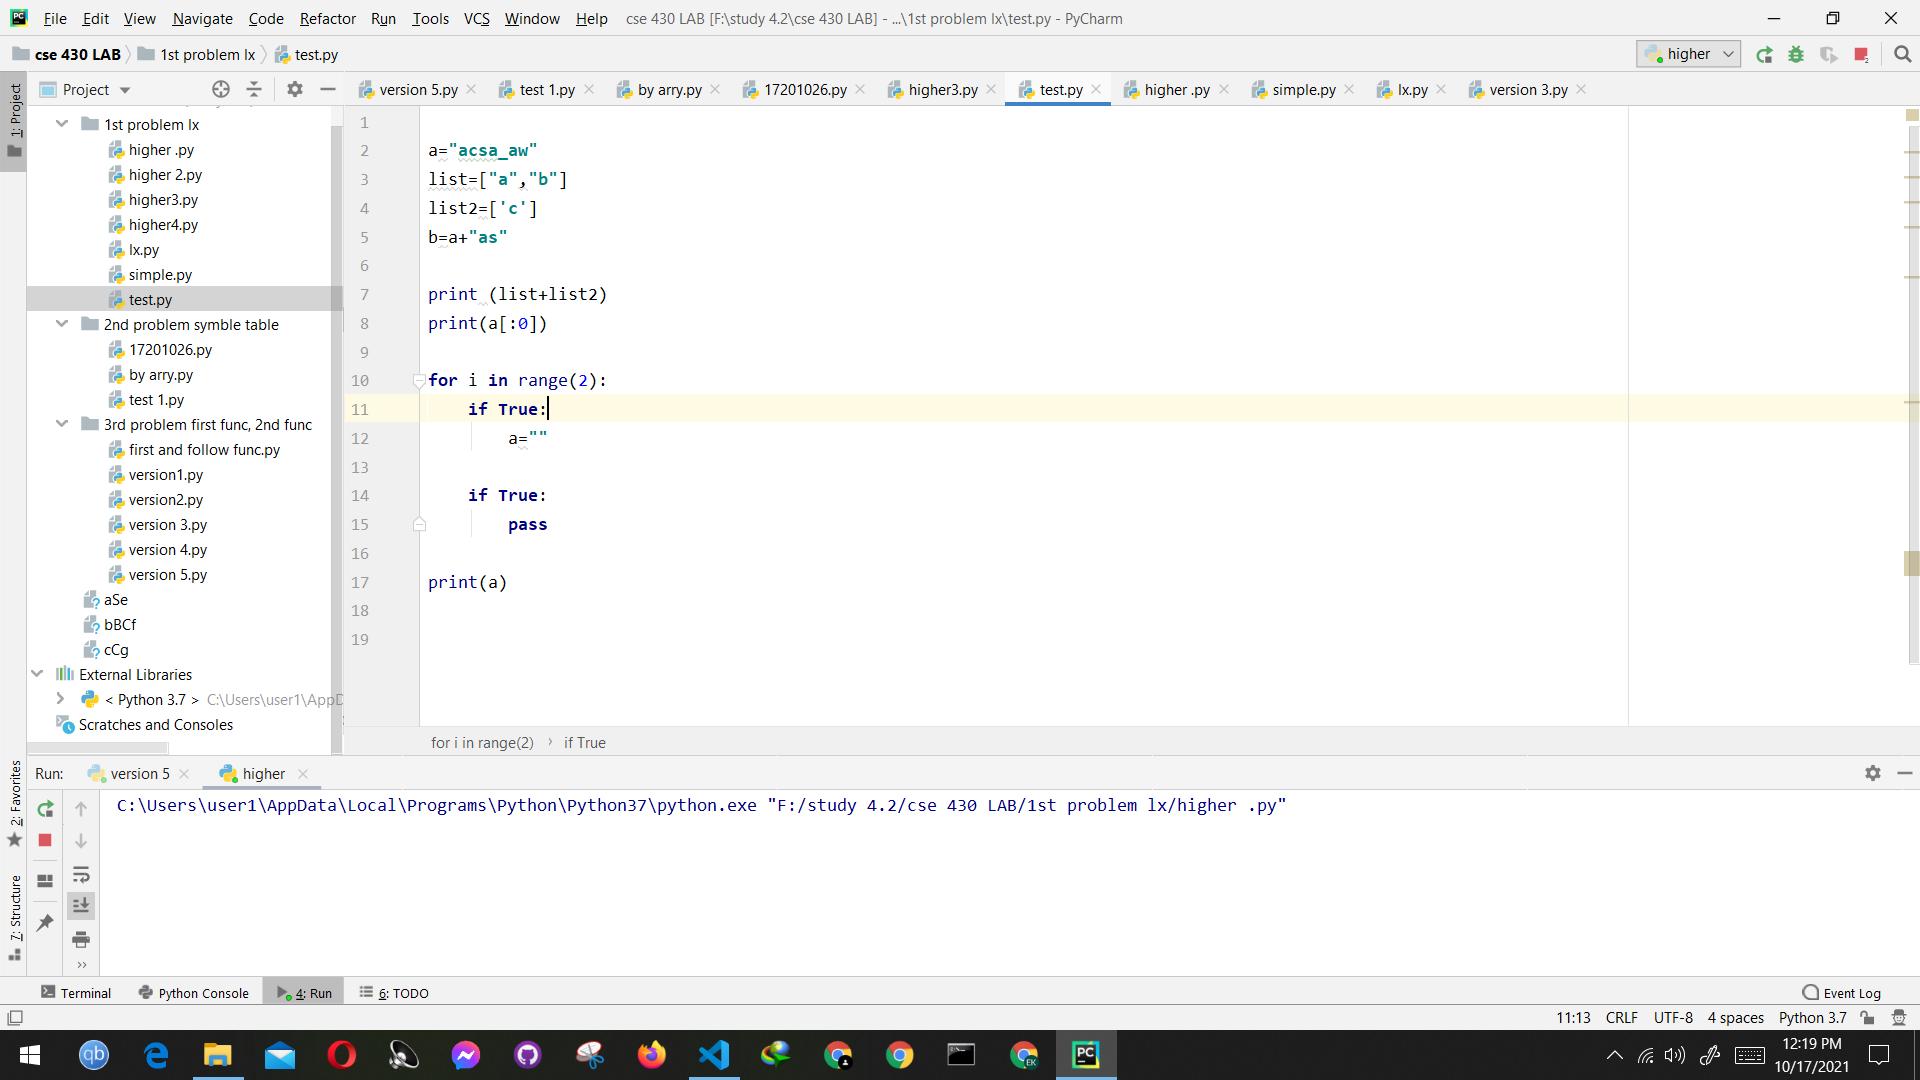 File Edit View Navigate Code Refactor Run Tools VCS Window Help cse 430 LAB [F:\study 4.2\cse 430 LAB] - ...\1st problem lx\test.py - PyCharm
cse 430 LAB 1st problem lx test.py higher
Project
version 5.py test 1.py by arry.py 17201026.py higher3.py test.py higher .py simple.py lx.py version 3.py
1: Project
1st problem lx
higher .py
higher 2.py
higher3.py
higher4.py
lx.py
simple.py
test.py
2nd problem symble table
17201026.py
by arry.py
test 1.py
3rd problem first func, 2nd func
first and follow func.py
version1.py
version2.py
version 3.py
version 4.py
version 5.py
aSe
bBCf
cCg
External Libraries
< Python 3.7 > C:\Users\user1\AppD
Scratches and Consoles
1
2 a="acsa_aw"
3 list=["a","b"]
4 list2=['c']
5 b=a+"as"
6
7 print (list+list2)
8 print(a[:0])
9
10 for i in range(2):
11 if True:
12 a=""
13
14 if True:
15 pass
16
17 print(a)
18
19
for i in range(2) › if True
Run: version 5 higher
C:\Users\user1\AppData\Local\Programs\Python\Python37\python.exe "F:/study 4.2/cse 430 LAB/1st problem lx/higher .py"
2: Favorites
7: Structure
Terminal Python Console 4: Run 6: TODO Event Log
11:13 CRLF UTF-8 4 spaces Python 3.7
qb EK PC
12:19 PM
10/17/2021